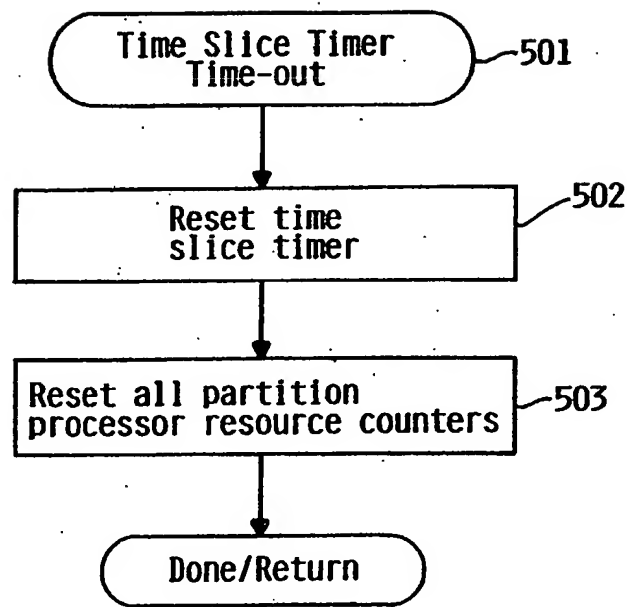 Time Slice Timer
Time-out
501
Reset time
slice timer
502
Reset all partition
processor resource counters
503
Done/Return